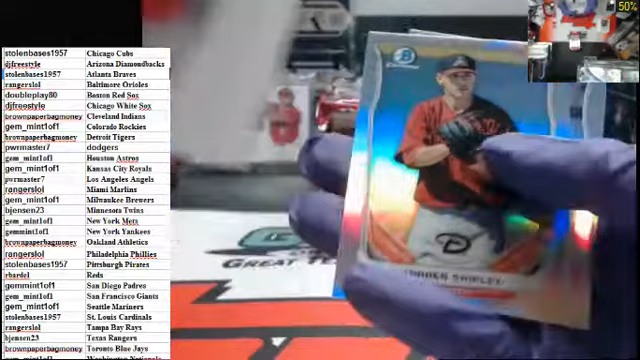 stolenbases1957 Chicago Cubs
djfreestyle Arizona Diamondbacks
stolenbases1957 Atlanta Braves
rangerslol Baltimore Orioles
doubleplay80 Boston Red Sox
djfreestyle Chicago White Sox
brownpaperbagmoney Cleveland Indians
gem_mint1of1 Colorado Rockies
brownpaperbagmoney Detroit Tigers
pwrmaster7 dodgers
gem_mint1of1 Houston Astros
gem_mint1of1 Kansas City Royals
pwrmaster7 Los Angeles Angels
rangerslol Miami Marlins
gem_mint1of1 Milwaukee Brewers
bjensen23 Minnesota Twins
gem_mint1of1 New York Mets
gemmint1of1 New York Yankees
brownpaperbagmoney Oakland Athletics
rangerslol Philadelphia Phillies
stolenbases1957 Pittsburgh Pirates
rbardel Reds
gemmint1of1 San Diego Padres
gem_mint1of1 San Francisco Giants
gem_mint1of1 Seattle Mariners
stolenbases1957 St. Louis Cardinals
rangerslol Tampa Bay Rays
bjensen23 Texas Rangers
brownpaperbagmoney Toronto Blue Jays
gem_mint1of1 Washington Nationals
50%
GREAT